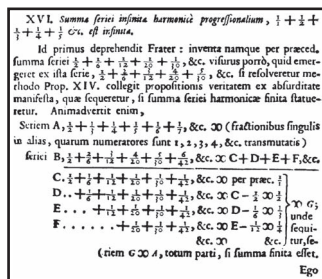 XVI. Summa ſeriei infinitæ harmonicè progreſſionalium, 1/1 + 1/2 +
1/3 + 1/4 + 1/5 &c. eſt infinita.
Id primus deprehendit Frater: inventa namque per præced.
ſumma ſeriei 1/2 + 1/6 + 1/12 + 1/20 + 1/30, &c. viſurus porrò, quid emer-
geret ex iſta ſerie, 1/2 + 2/6 + 3/12 + 4/20 + 5/30, &c. ſi reſolveretur me-
thodo Prop. XIV. collegit propoſitionis veritatem ex abſurditate
manifeſta, quæ ſequeretur, ſi ſumma ſeriei harmonicæ finita ſtatue-
retur. Animadvertit enim,
Seriem A, 1/2 + 1/3 + 1/4 + 1/5 + 1/6 + 1/7, &c. ∞ (fractionibus ſingulis
in alias, quarum numeratores ſunt 1, 2, 3, 4, &c. transmutatis)
ſeriei B, 1/2 + 2/6 + 3/12 + 4/20 + 5/30 + 6/42, &c. ∞ C + D + E + F, &c.
C. 1/2 + 1/6 + 1/12 + 1/20 + 1/30 + 1/42, &c. ∞ per præc. 1/1
D. . + 1/6 + 1/12 + 1/20 + 1/30 + 1/42, &c. ∞ C − 1/2 ∞ 1/2
E. . . + 1/12 + 1/20 + 1/30 + 1/42, &c. ∞ D − 1/6 ∞ 1/3
F. . . . + 1/20 + 1/30 + 1/42, &c. ∞ E − 1/12 ∞ 1/4
&c. ∞ &c.
∞ G;
unde
ſequi-
tur, ſe-
riem G ∞ A, totum parti, ſi ſumma finita eſſet.
Ego